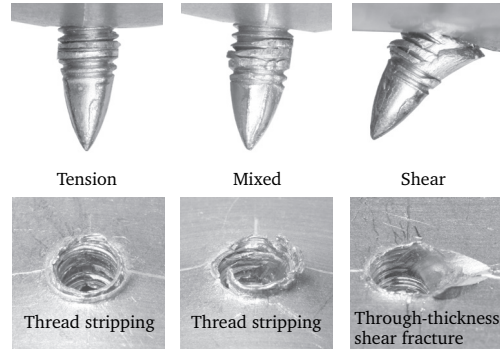 Tension
Mixed
Shear
Thread stripping
Thread stripping
Through-thickness
shear fracture